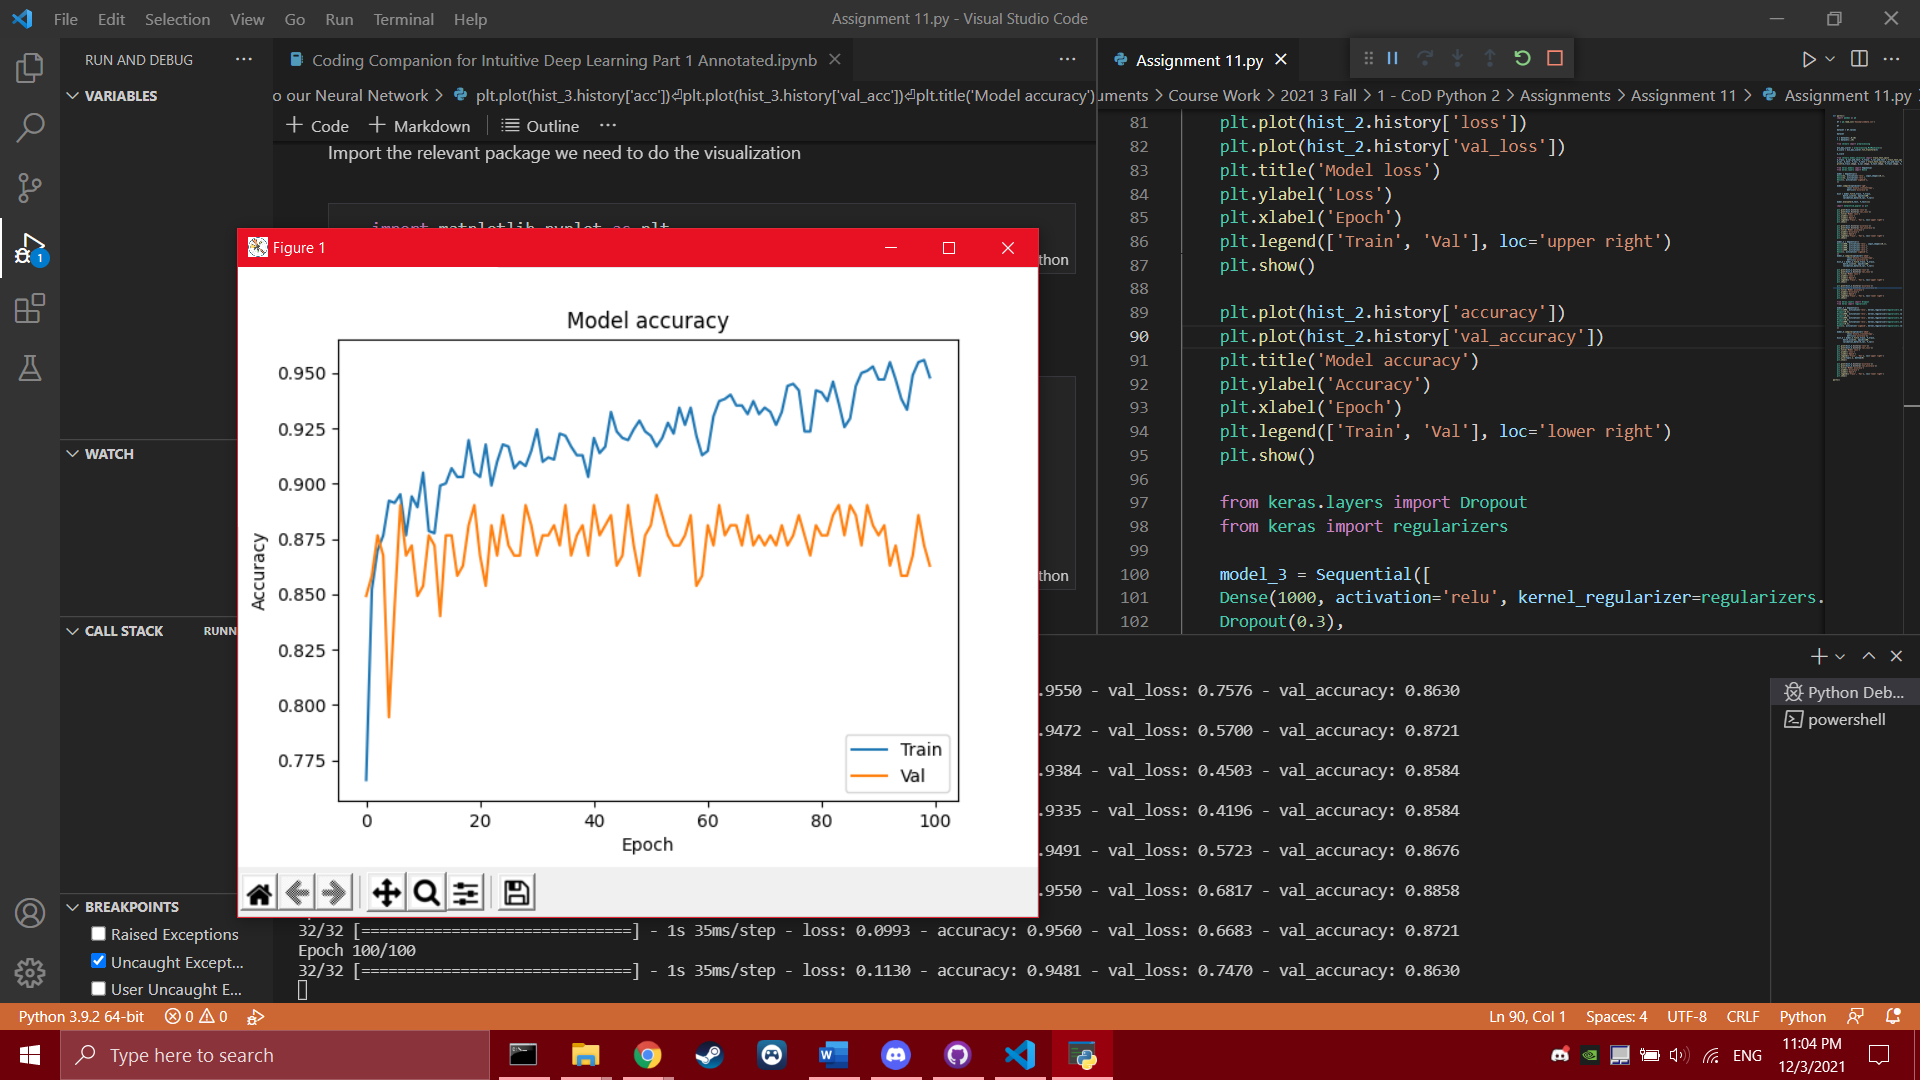 File Edit Selection View Go Run Terminal Help
Assignment 11.py - Visual Studio Code
RUN AND DEBUG
VARIABLES
WATCH
CALL STACK RUNN
BREAKPOINTS
Raised Exceptions
Uncaught Except...
User Uncaught E...
1
Coding Companion for Intuitive Deep Learning Part 1 Annotated.ipynb
o our Neural Network > plt.plot(hist_3.history['acc'])⏎plt.plot(hist_3.history['val_acc'])⏎plt.title('Model accuracy')
+ Code + Markdown Outline ...
Import the relevant package we need to do the visualization
import matplotlib.pyplot as plt
thon
thon
Figure 1
Model accuracy
0.950
0.925
0.900
0.875
0.850
0.825
0.800
0.775
Accuracy
0 20 40 60 80 100
Epoch
Train
Val
Assignment 11.py
uments > Course Work > 2021 3 Fall > 1 - CoD Python 2 > Assignments > Assignment 11 > Assignment 11.py
81 plt.plot(hist_2.history['loss'])
82 plt.plot(hist_2.history['val_loss'])
83 plt.title('Model loss')
84 plt.ylabel('Loss')
85 plt.xlabel('Epoch')
86 plt.legend(['Train', 'Val'], loc='upper right')
87 plt.show()
88
89 plt.plot(hist_2.history['accuracy'])
90 plt.plot(hist_2.history['val_accuracy'])
91 plt.title('Model accuracy')
92 plt.ylabel('Accuracy')
93 plt.xlabel('Epoch')
94 plt.legend(['Train', 'Val'], loc='lower right')
95 plt.show()
96
97 from keras.layers import Dropout
98 from keras import regularizers
99
100 model_3 = Sequential([
101 Dense(1000, activation='relu', kernel_regularizer=regularizers.
102 Dropout(0.3),
.9550 - val_loss: 0.7576 - val_accuracy: 0.8630
.9472 - val_loss: 0.5700 - val_accuracy: 0.8721
.9384 - val_loss: 0.4503 - val_accuracy: 0.8584
.9335 - val_loss: 0.4196 - val_accuracy: 0.8584
.9491 - val_loss: 0.5723 - val_accuracy: 0.8676
.9550 - val_loss: 0.6817 - val_accuracy: 0.8858
32/32 [==============================] - 1s 35ms/step - loss: 0.0993 - accuracy: 0.9560 - val_loss: 0.6683 - val_accuracy: 0.8721
Epoch 100/100
32/32 [==============================] - 1s 35ms/step - loss: 0.1130 - accuracy: 0.9481 - val_loss: 0.7470 - val_accuracy: 0.8630
Python Deb...
powershell
Python 3.9.2 64-bit 0 0
Ln 90, Col 1 Spaces: 4 UTF-8 CRLF Python
Type here to search
ENG
11:04 PM
12/3/2021